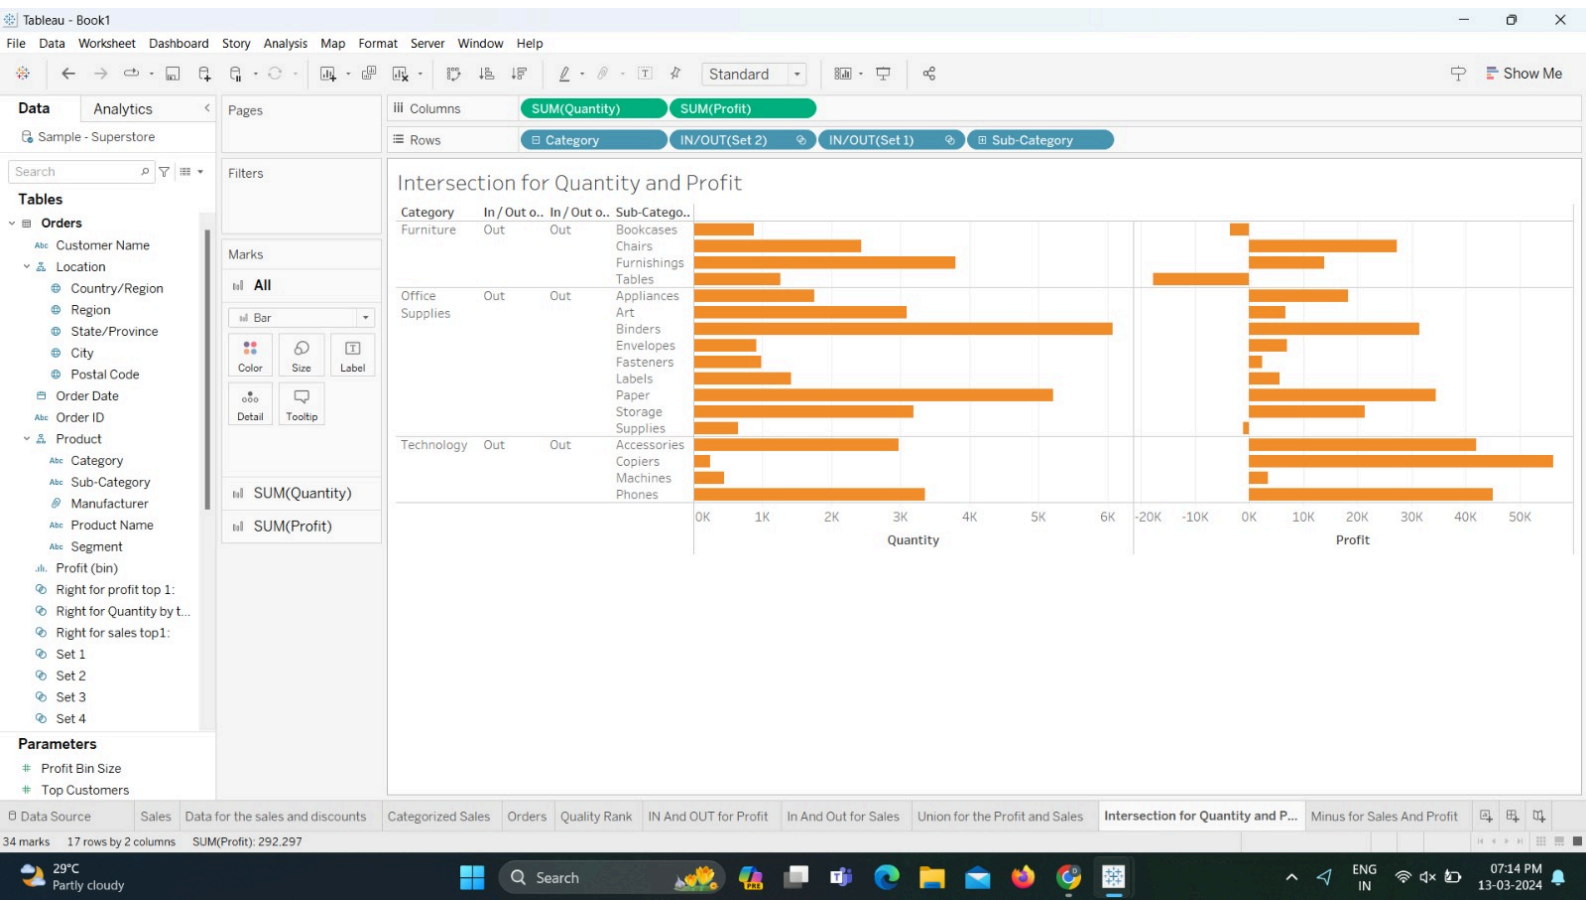 Tableau - Book1
File Data Worksheet Dashboard Story Analysis Map Format Server Window Help
Standard
Show Me
Data Analytics
Pages
Columns SUM(Quantity) SUM(Profit)
Sample - Superstore
Rows Category IN/OUT(Set 2) IN/OUT(Set 1) Sub-Category
Search
Filters
Intersection for Quantity and Profit
Tables
Category In / Out o.. In / Out o.. Sub-Catego..
Orders
Furniture Out Out Bookcases
Abc Customer Name
Chairs
Marks
Location
Furnishings
Country/Region
All
Tables
Region
Office Supplies Out Out Appliances
Bar
Art
State/Province
Binders
City
Envelopes
Color Size Label
Postal Code
Fasteners
Labels
Order Date
Paper
Abc Order ID
Detail Tooltip
Storage
Product
Supplies
Abc Category
Technology Out Out Accessories
Copiers
Abc Sub-Category
Machines
SUM(Quantity)
Manufacturer
Phones
Abc Product Name
SUM(Profit)
0K 1K 2K 3K 4K 5K 6K -20K -10K 0K 10K 20K 30K 40K 50K
Abc Segment
Quantity Profit
Profit (bin)
Right for profit top 1:
Right for Quantity by t...
Right for sales top1:
Set 1
Set 2
Set 3
Set 4
Parameters
# Profit Bin Size
# Top Customers
Data Source Sales Data for the sales and discounts Categorized Sales Orders Quality Rank IN And OUT for Profit In And Out for Sales Union for the Profit and Sales Intersection for Quantity and P... Minus for Sales And Profit
34 marks 17 rows by 2 columns SUM(Profit): 292.297
29°C
Partly cloudy
Search
PRE
ENG
IN
07:14 PM
13-03-2024